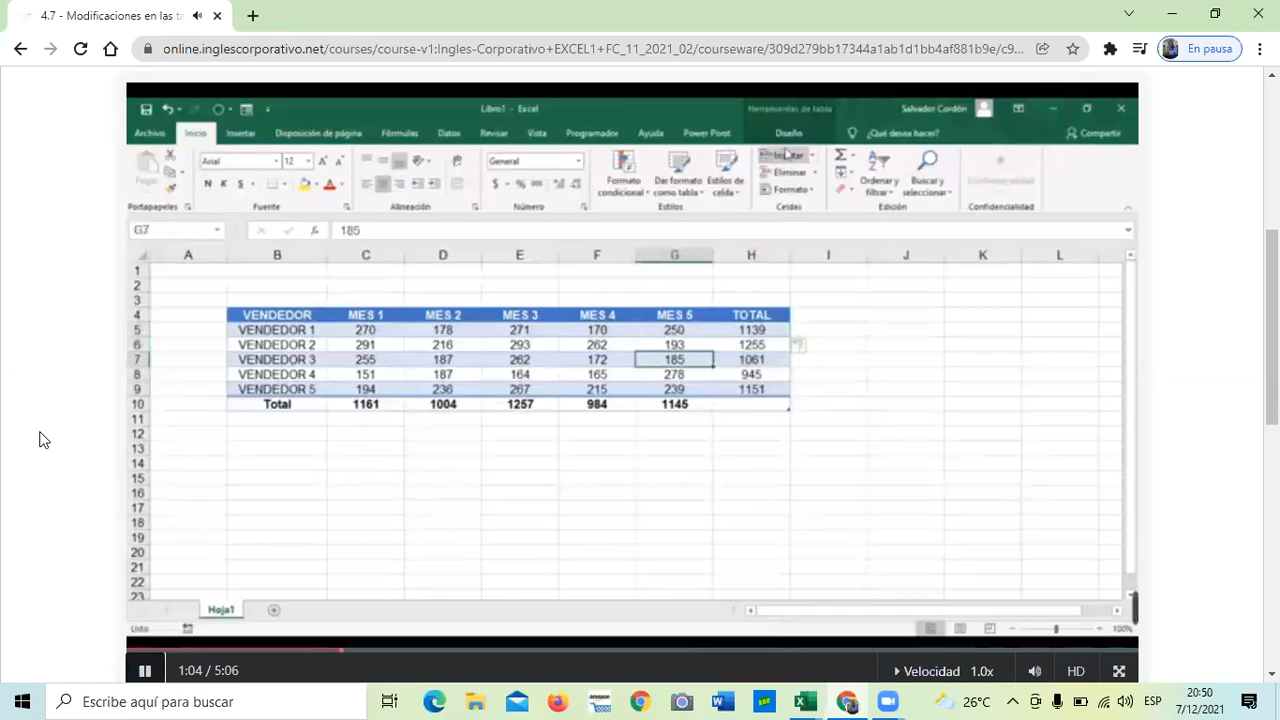 4.7 - Modificaciones en las ta
online.inglescorporativo.net/courses/course-v1:Ingles-Corporativo+EXCEL1+FC_11_2021_02/courseware/309d279bb17344a1ab1d1bb4af881b9e/c9...
En pausa
Libro1 - Excel
Herramientas de tabla
Salvador Cordón
Archivo Inicio Insertar Disposición de página Fórmulas Datos Revisar Vista Programador Ayuda Power Pivot Diseño ¿Qué desea hacer? Compartir
Pegar
Arial 12
General
N K S
$ % 000
Formato condicional
Dar formato como tabla
Estilos de celda
Insertar
Eliminar
Formato
Ordenar y filtrar
Buscar y seleccionar
Confidencialidad
Portapapeles Fuente Alineación Número Estilos Celdas Edición Confidencialidad
G7 fx 185
A B C D E F G H I J K L
1
2
3
4 VENDEDOR MES 1 MES 2 MES 3 MES 4 MES 5 TOTAL
5 VENDEDOR 1 270 178 271 170 250 1139
6 VENDEDOR 2 291 216 293 262 193 1255
7 VENDEDOR 3 255 187 262 172 185 1061
8 VENDEDOR 4 151 187 164 165 278 945
9 VENDEDOR 5 194 236 267 215 239 1151
10 Total 1161 1004 1257 984 1145
11
12
13
14
15
16
17
18
19
20
21
22
23
Hoja1
Listo
100%
1:04 / 5:06
Velocidad 1.0x
HD
Escribe aquí para buscar
26°C
ESP
20:50
7/12/2021